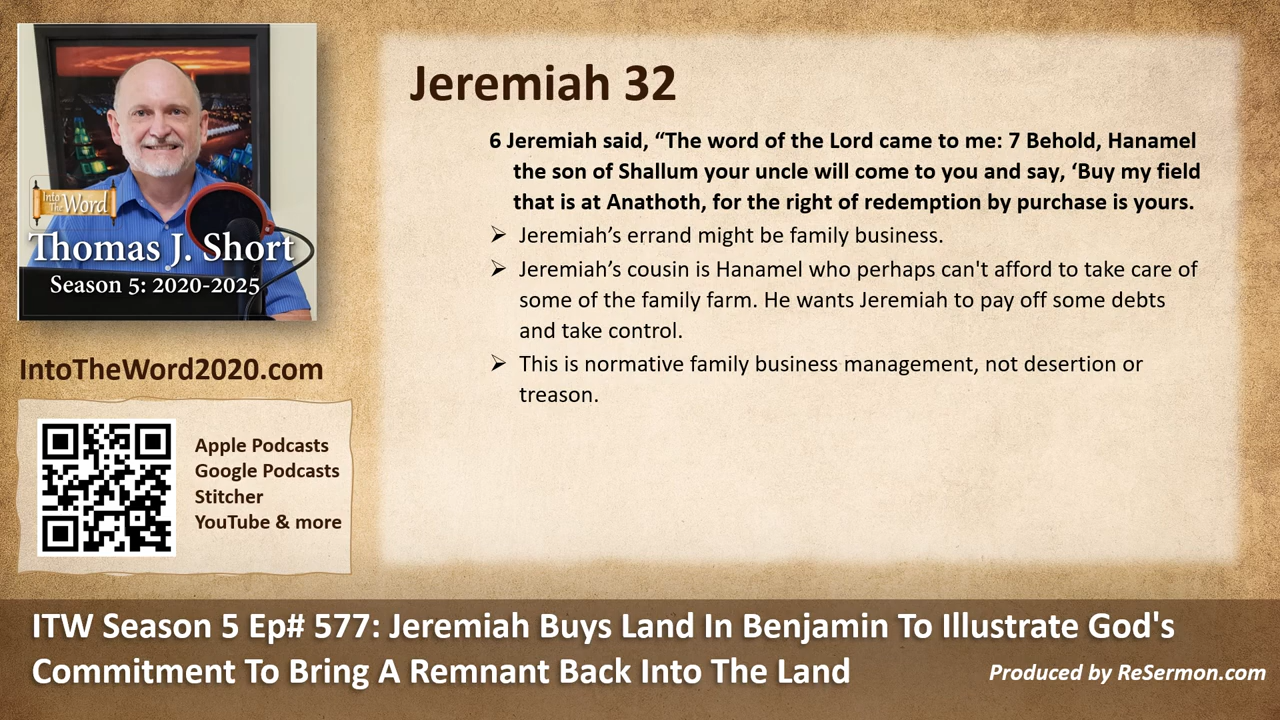 Into
The Word
Thomas J. Short
Season 5: 2020-2025
IntoTheWord2020.com
Apple Podcasts
Google Podcasts
Stitcher
YouTube & more
Jeremiah 32
6 Jeremiah said, “The word of the Lord came to me: 7 Behold, Hanamel
the son of Shallum your uncle will come to you and say, ‘Buy my field
that is at Anathoth, for the right of redemption by purchase is yours.
➢ Jeremiah’s errand might be family business.
➢ Jeremiah’s cousin is Hanamel who perhaps can't afford to take care of
some of the family farm. He wants Jeremiah to pay off some debts
and take control.
➢ This is normative family business management, not desertion or
treason.
ITW Season 5 Ep# 577: Jeremiah Buys Land In Benjamin To Illustrate God's
Commitment To Bring A Remnant Back Into The Land
Produced by ReSermon.com